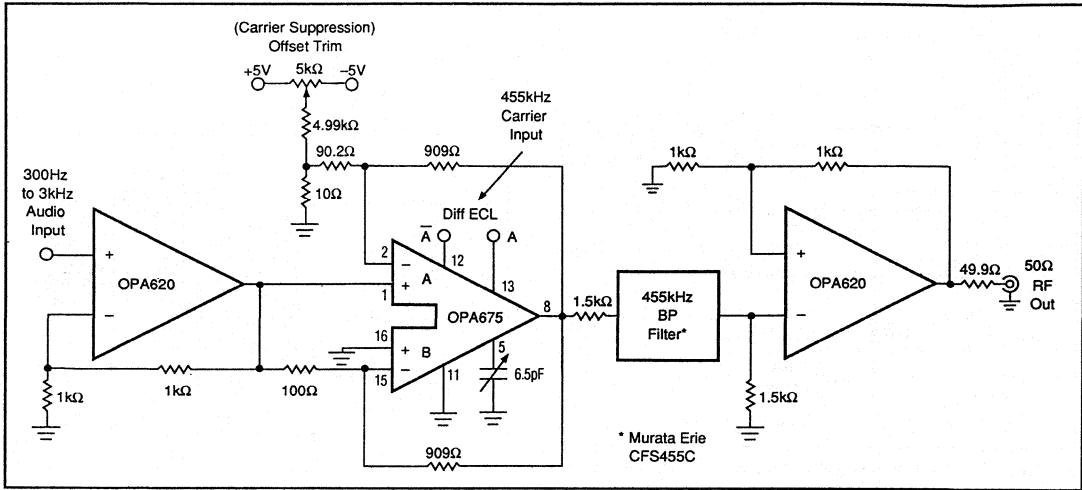 (Carrier Suppression)
Offset Trim
+5V
5kΩ
−5V
4.99kΩ
90.2Ω
909Ω
10Ω
455kHz
Carrier
Input
Diff ECL
A̅
A
12
13
300Hz
to 3kHz
Audio
Input
+
−
OPA620
1kΩ
1kΩ
100Ω
2
−
A
+
1
OPA675
16
+
B
−
15
11
5
6.5pF
8
909Ω
1.5kΩ
455kHz
BP
Filter*
1.5kΩ
* Murata Erie
CFS455C
1kΩ
1kΩ
+
−
OPA620
49.9Ω
50Ω
RF
Out